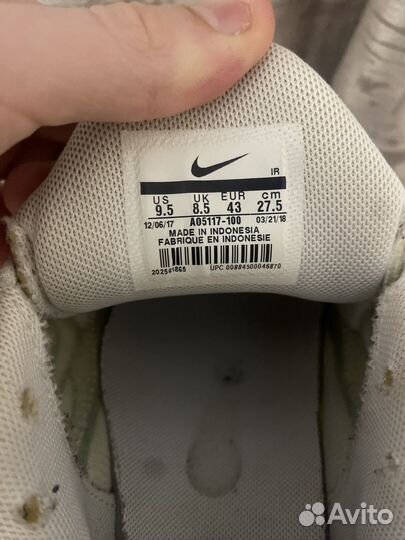 IR
US UK EUR cm
9.5 8.5 43 27.5
12/06/17 AO5117-100 03/21/18
MADE IN INDONESIA
FABRIQUE EN INDONESIE
UPC 00884500046870
Avito